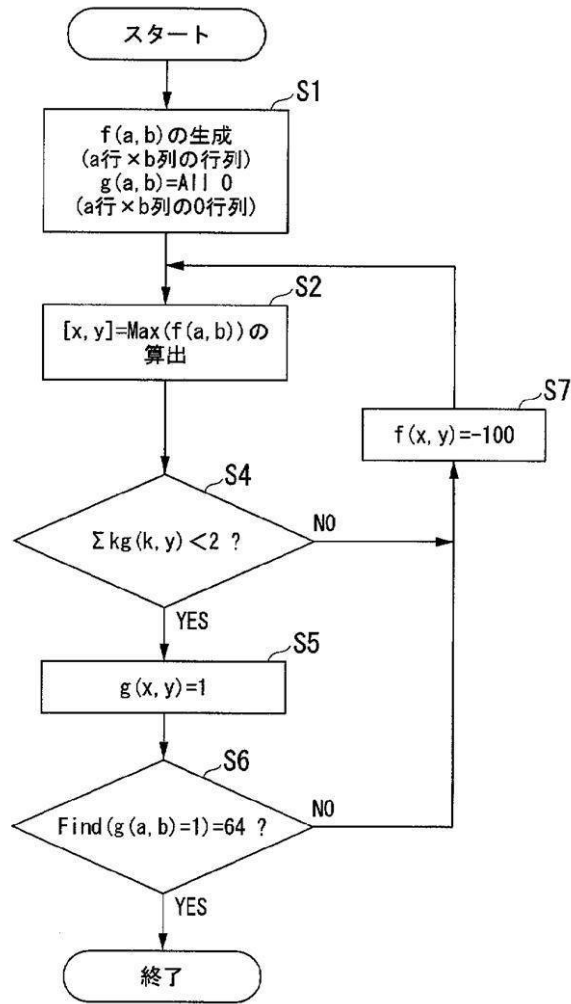 スタート
S1
f(a,b)の生成
(a行×b列の行列)
g(a,b)=All 0
(a行×b列の0行列)
S2
[x,y]=Max(f(a,b))の
算出
S7
f(x,y)=-100
S4
Σkg(k,y)<2 ?
NO
YES
S5
g(x,y)=1
S6
Find(g(a,b)=1)=64 ?
NO
YES
終了